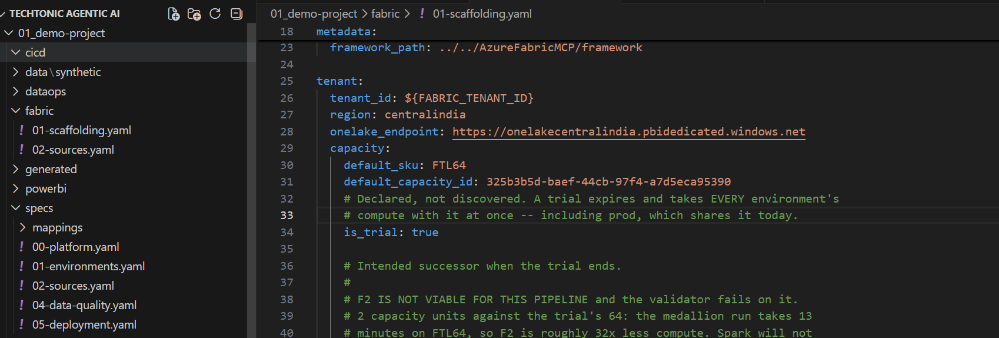 TECHTONIC AGENTIC AI
01_demo-project
cicd
data\synthetic
dataops
fabric
! 01-scaffolding.yaml
! 02-sources.yaml
generated
powerbi
specs
mappings
! 00-platform.yaml
! 01-environments.yaml
! 02-sources.yaml
! 04-data-quality.yaml
! 05-deployment.yaml
01_demo-project > fabric > ! 01-scaffolding.yaml
18 metadata:
23 framework_path: ../../AzureFabricMCP/framework
24
25 tenant:
26 tenant_id: ${FABRIC_TENANT_ID}
27 region: centralindia
28 onelake_endpoint: https://onelakecentralindia.pbidedicated.windows.net
29 capacity:
30 default_sku: FTL64
31 default_capacity_id: 325b3b5d-baef-44cb-97f4-a7d5eca95390
32 # Declared, not discovered. A trial expires and takes EVERY environment's
33 # compute with it at once -- including prod, which shares it today.
34 is_trial: true
35
36 # Intended successor when the trial ends.
37 #
38 # F2 IS NOT VIABLE FOR THIS PIPELINE and the validator fails on it.
39 # 2 capacity units against the trial's 64: the medallion run takes 13
40 # minutes on FTL64, so F2 is roughly 32x less compute. Spark will not